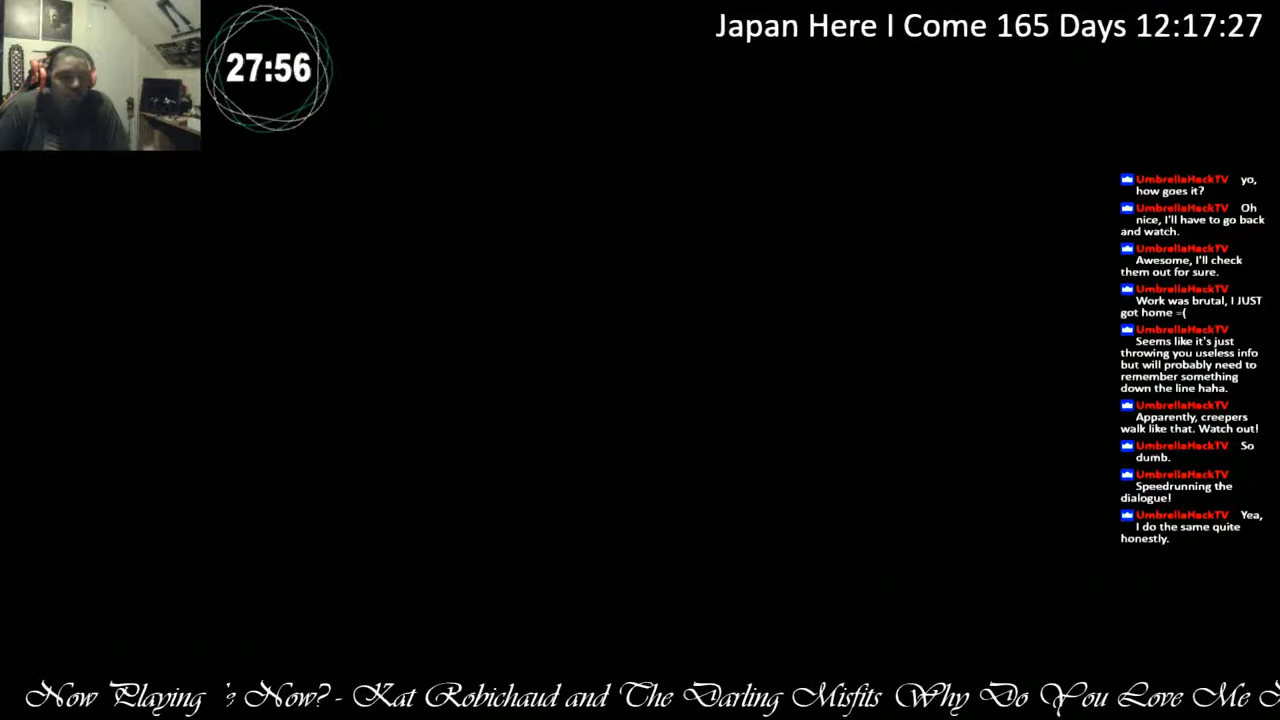 Japan Here I Come 165 Days 12:17:27
27:56
UmbrellaHackTV yo,
how goes it?
UmbrellaHackTV Oh
nice, I'll have to go back
and watch.
UmbrellaHackTV
Awesome, I'll check
them out for sure.
UmbrellaHackTV
Work was brutal, I JUST
got home =(
UmbrellaHackTV
Seems like it's just
throwing you useless info
but will probably need to
remember something
down the line haha.
UmbrellaHackTV
Apparently, creepers
walk like that. Watch out!
UmbrellaHackTV So
dumb.
UmbrellaHackTV
Speedrunning the
dialogue!
UmbrellaHackTV Yea,
I do the same quite
honestly.
Now Playing 'e Now? - Kat Robichaud and The Darling Misfits Why Do You Love Me